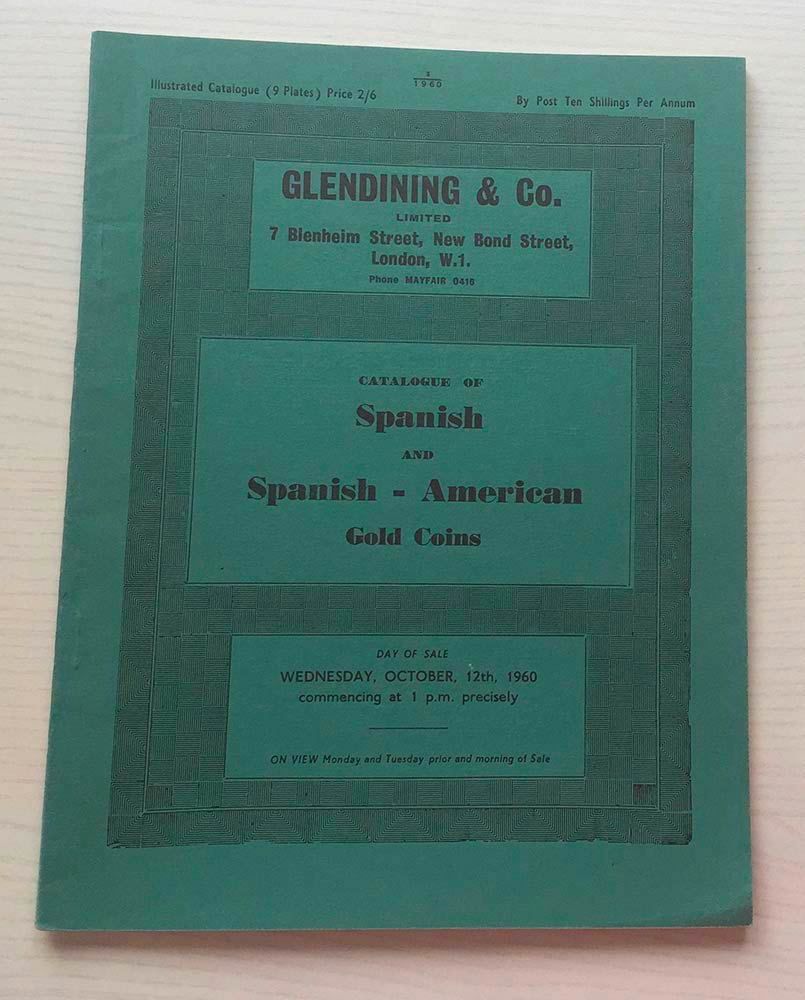 Illustrated Catalogue (9 Plates) Price 2/6
1
1960
By Post Ten Shillings Per Annum
GLENDINING & Co.
LIMITED
7 Blenheim Street, New Bond Street,
London, W.1.
Phone MAYFAIR 0416
CATALOGUE OF
Spanish
AND
Spanish - American
Gold Coins
DAY OF SALE
WEDNESDAY, OCTOBER, 12th, 1960
commencing at 1 p.m. precisely
ON VIEW Monday and Tuesday prior and morning of Sale